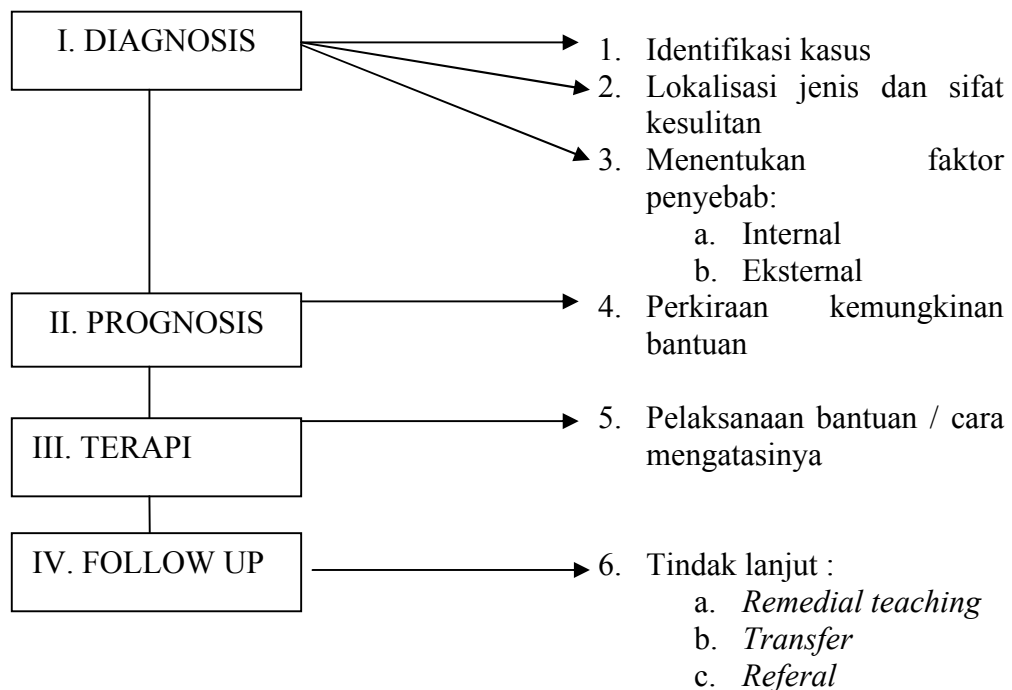 I. DIAGNOSIS
1. Identifikasi kasus
2. Lokalisasi jenis dan sifat
kesulitan
3. Menentukan faktor
penyebab:
a. Internal
b. Eksternal
II. PROGNOSIS
4. Perkiraan kemungkinan
bantuan
III. TERAPI
5. Pelaksanaan bantuan / cara
mengatasinya
IV. FOLLOW UP
6. Tindak lanjut :
a. Remedial teaching
b. Transfer
c. Referal